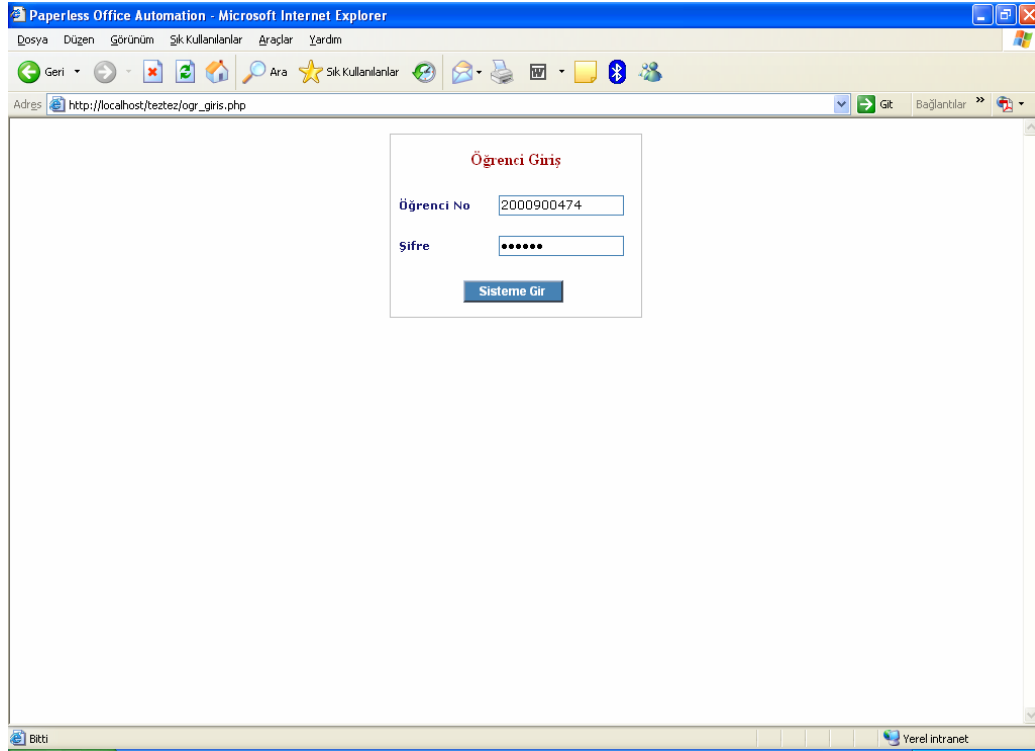 Paperless Office Automation - Microsoft Internet Explorer
Dosya Düzen Görünüm Sık Kullanılanlar Araçlar Yardım
Geri Ara Sık Kullanılanlar
Adres http://localhost/teztez/ogr_giris.php Git Bağlantılar »
Öğrenci Giriş
Öğrenci No 2000900474
Şifre ••••••
Sisteme Gir
Bitti Yerel intranet